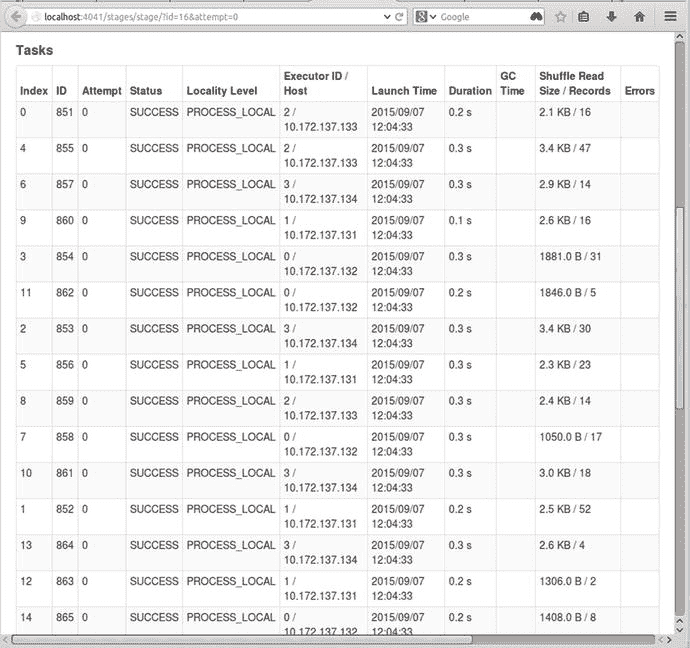 localhost:4041/stages/stage/?id=16&attempt=0
Google
Tasks
Index ID Attempt Status Locality Level Executor ID / Host Launch Time Duration GC Time Shuffle Read Size / Records Errors
0 851 0 SUCCESS PROCESS_LOCAL 2 / 2015/09/07 0.2 s 2.1 KB / 16
10.172.137.133 12:04:33
4 855 0 SUCCESS PROCESS_LOCAL 2 / 2015/09/07 0.3 s 3.4 KB / 47
10.172.137.133 12:04:33
6 857 0 SUCCESS PROCESS_LOCAL 3 / 2015/09/07 0.3 s 2.9 KB / 14
10.172.137.134 12:04:33
9 860 0 SUCCESS PROCESS_LOCAL 1 / 2015/09/07 0.1 s 2.6 KB / 16
10.172.137.131 12:04:33
3 854 0 SUCCESS PROCESS_LOCAL 0 / 2015/09/07 0.3 s 1881.0 B / 31
10.172.137.132 12:04:33
11 862 0 SUCCESS PROCESS_LOCAL 0 / 2015/09/07 0.2 s 1846.0 B / 5
10.172.137.132 12:04:33
2 853 0 SUCCESS PROCESS_LOCAL 3 / 2015/09/07 0.3 s 3.4 KB / 30
10.172.137.134 12:04:33
5 856 0 SUCCESS PROCESS_LOCAL 1 / 2015/09/07 0.3 s 2.3 KB / 23
10.172.137.131 12:04:33
8 859 0 SUCCESS PROCESS_LOCAL 2 / 2015/09/07 0.3 s 2.4 KB / 14
10.172.137.133 12:04:33
7 858 0 SUCCESS PROCESS_LOCAL 0 / 2015/09/07 0.3 s 1050.0 B / 17
10.172.137.132 12:04:33
10 861 0 SUCCESS PROCESS_LOCAL 3 / 2015/09/07 0.3 s 3.0 KB / 18
10.172.137.134 12:04:33
1 852 0 SUCCESS PROCESS_LOCAL 1 / 2015/09/07 0.2 s 2.5 KB / 52
10.172.137.131 12:04:33
13 864 0 SUCCESS PROCESS_LOCAL 3 / 2015/09/07 0.3 s 2.6 KB / 4
10.172.137.134 12:04:33
12 863 0 SUCCESS PROCESS_LOCAL 1 / 2015/09/07 0.2 s 1306.0 B / 2
10.172.137.131 12:04:33
14 865 0 SUCCESS PROCESS_LOCAL 0 / 2015/09/07 0.2 s 1408.0 B / 8
10.172.137.132 12:04:33